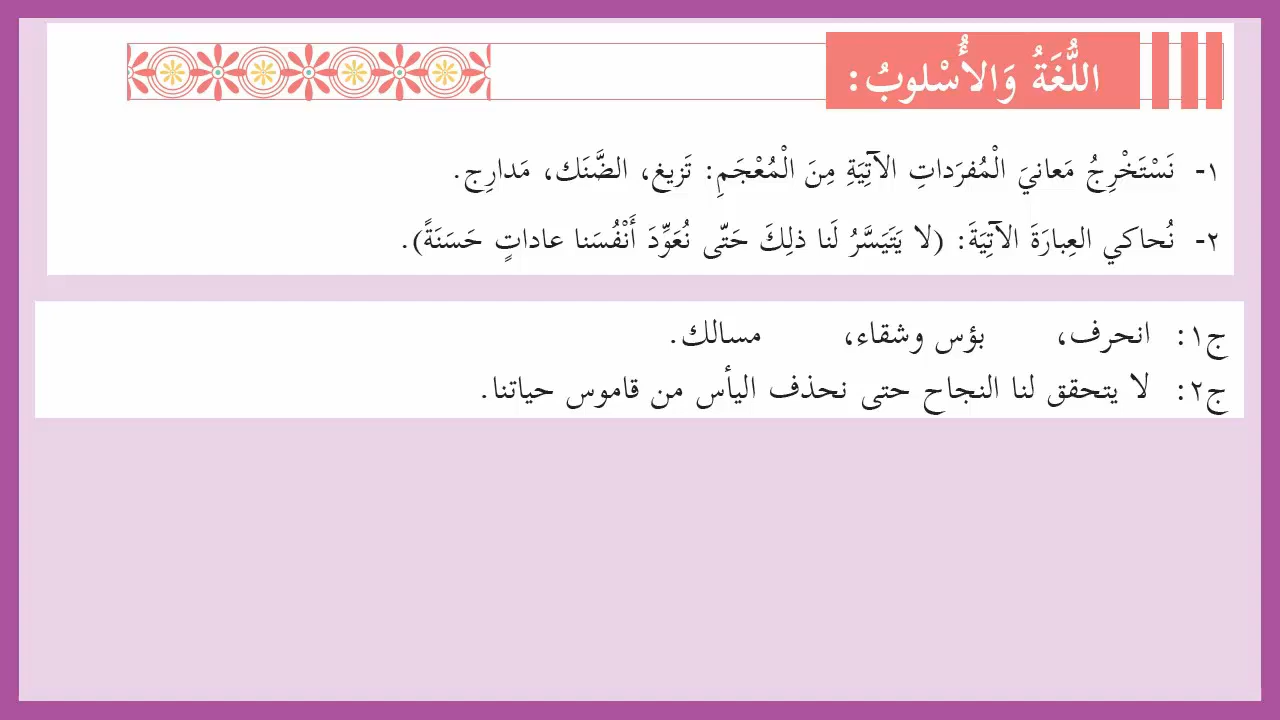 اللُّغَةُ وَالأُسْلوبُ:
١- نَسْتَخْرِجُ مَعانيَ الْمُفرَداتِ الآتِيَةِ مِنَ الْمُعْجَمِ: تَزيغ، الضَّنَك، مَدارِج.
٢- نُحاكي العِبارَةَ الآتِيَةَ: (لا يَتَيَسَّرُ لَنا ذلِكَ حَتّى نُعَوِّدَ أَنْفُسَنا عاداتٍ حَسَنَةً).
ج١: انحرف، بؤس وشقاء، مسالك.
ج٢: لا يتحقق لنا النجاح حتى نحذف اليأس من قاموس حياتنا.